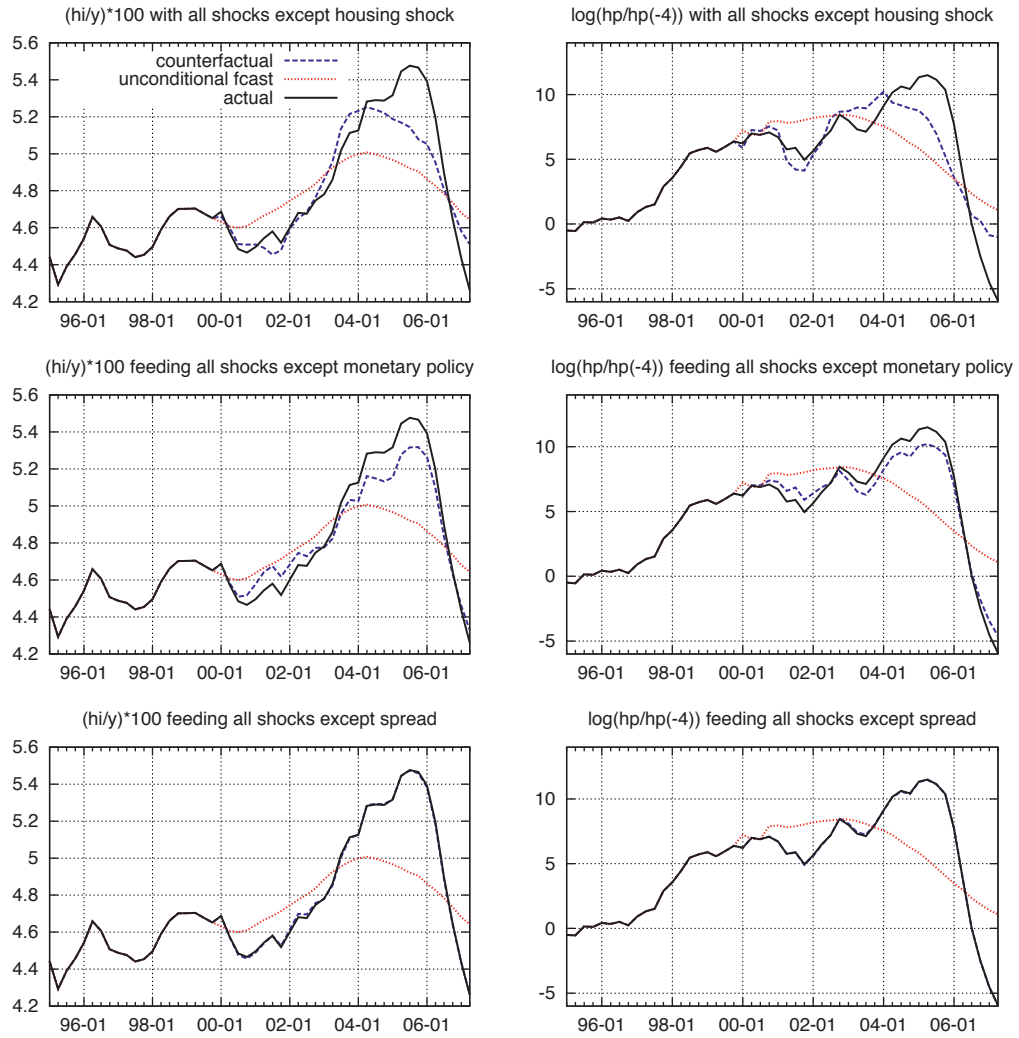 (hi/y)*100 with all shocks except housing shock
5.6
5.4
5.2
5
4.8
4.6
4.4
4.2
counterfactual
unconditional fcast
actual
96-01 98-01 00-01 02-01 04-01 06-01
log(hp/hp(-4)) with all shocks except housing shock
10
5
0
-5
96-01 98-01 00-01 02-01 04-01 06-01
(hi/y)*100 feeding all shocks except monetary policy
5.6
5.4
5.2
5
4.8
4.6
4.4
4.2
96-01 98-01 00-01 02-01 04-01 06-01
log(hp/hp(-4)) feeding all shocks except monetary policy
10
5
0
-5
96-01 98-01 00-01 02-01 04-01 06-01
(hi/y)*100 feeding all shocks except spread
5.6
5.4
5.2
5
4.8
4.6
4.4
4.2
96-01 98-01 00-01 02-01 04-01 06-01
log(hp/hp(-4)) feeding all shocks except spread
10
5
0
-5
96-01 98-01 00-01 02-01 04-01 06-01